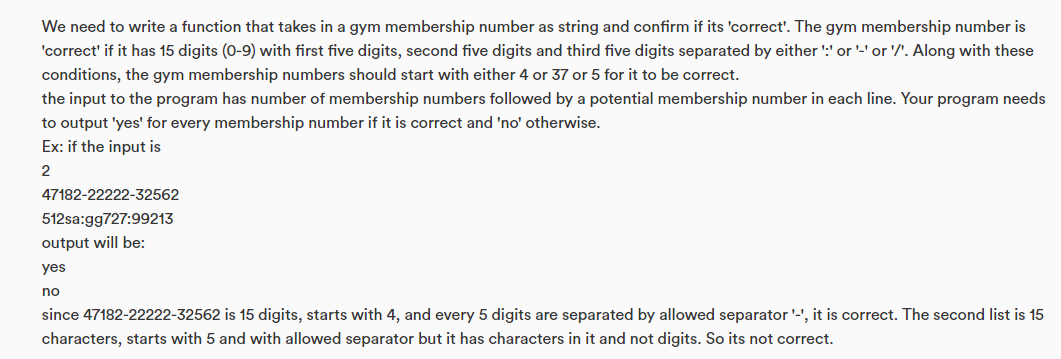 We need to write a function that takes in a gym membership number as string and confirm if its 'correct'. The gym membership number is
'correct' if it has 15 digits (0-9) with first five digits, second five digits and third five digits separated by either ':' or '-' or '/'. Along with these
conditions, the gym membership numbers should start with either 4 or 37 or 5 for it to be correct.
the input to the program has number of membership numbers followed by a potential membership number in each line. Your program needs
to output 'yes' for every membership number if it is correct and 'no' otherwise.
Ex: if the input is
2
47182-22222-32562
512sa:gg727:99213
output will be:
yes
no
since 47182-22222-32562 is 15 digits, starts with 4, and every 5 digits are separated by allowed separator '-', it is correct. The second list is 15
characters, starts with 5 and with allowed separator but it has characters in it and not digits. So its not correct.